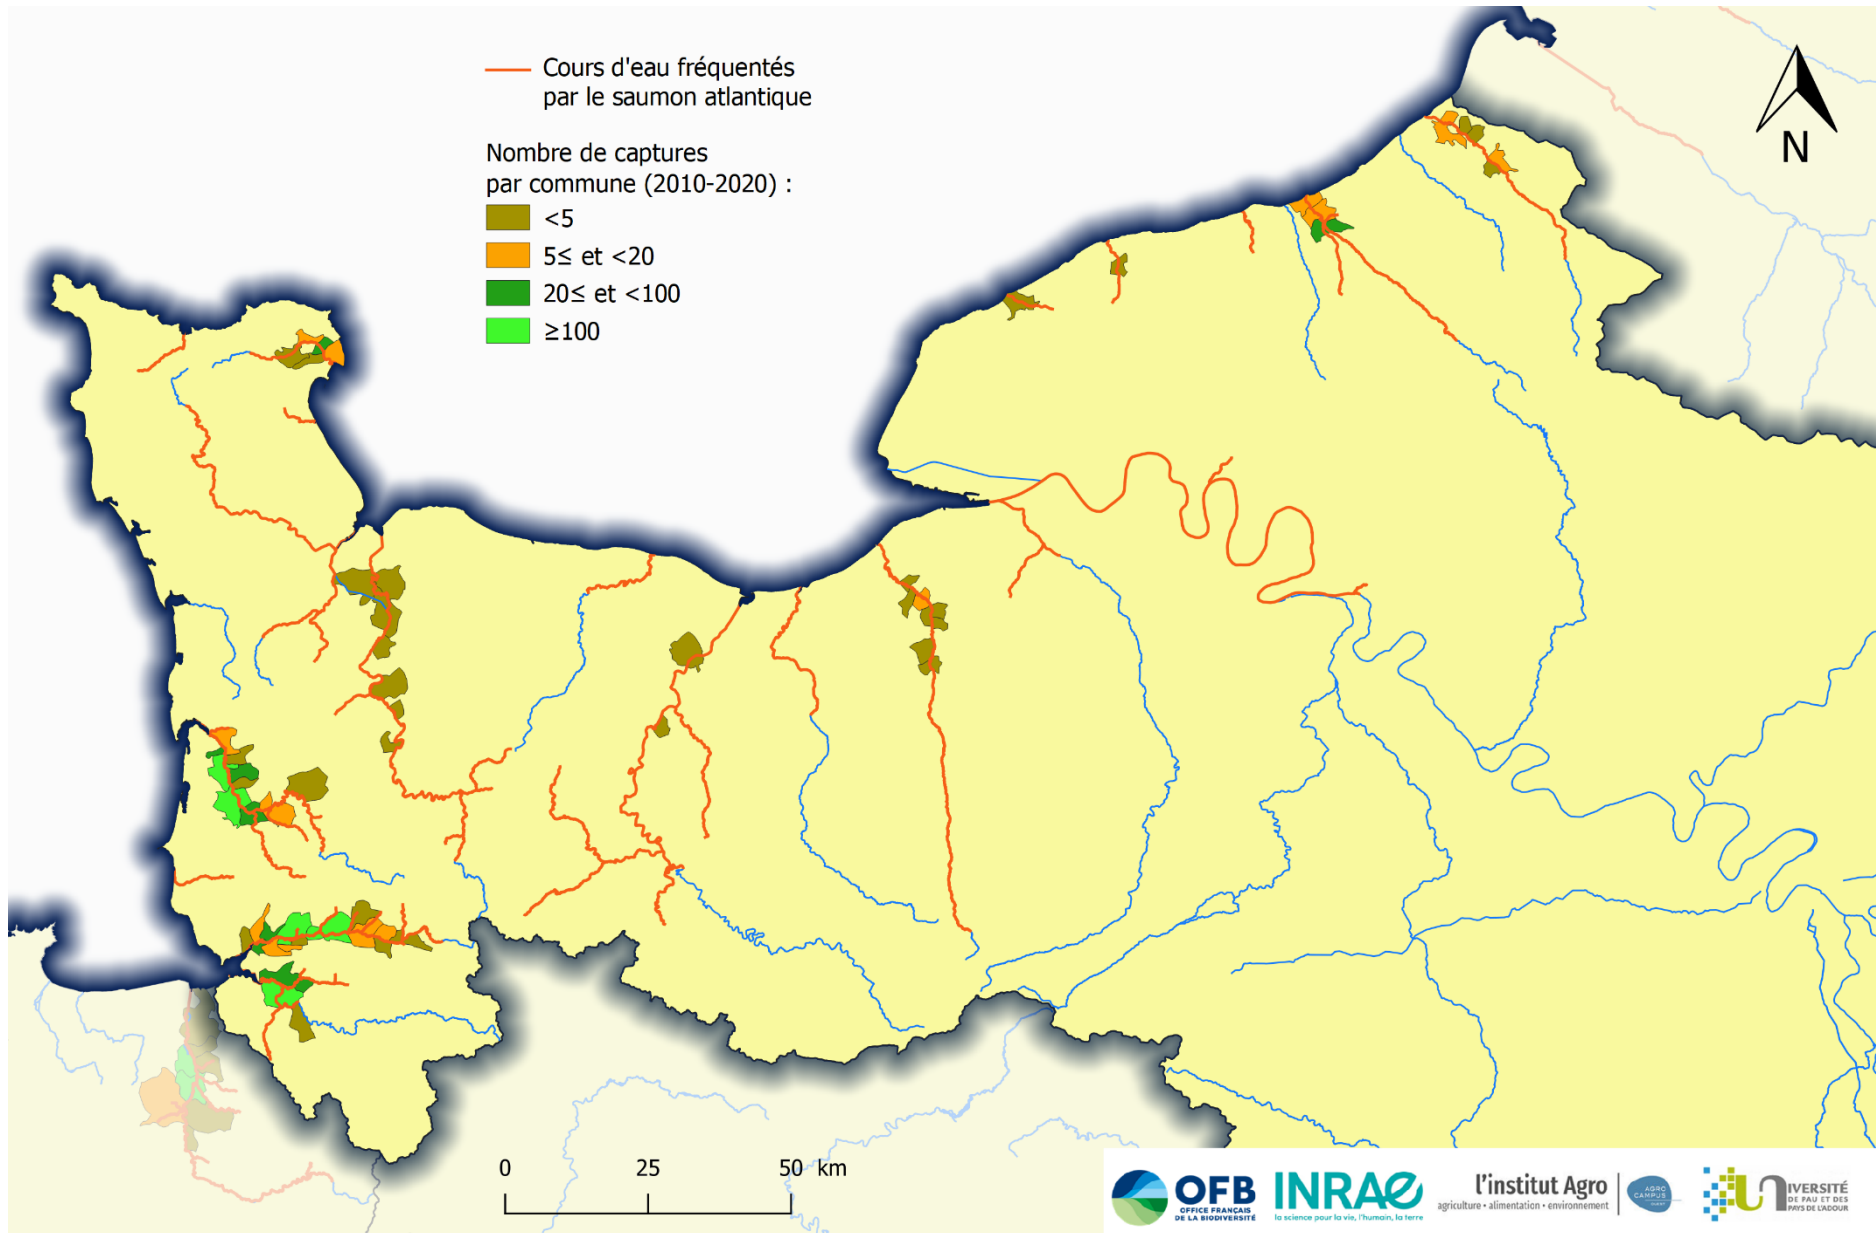 Cours d'eau fréquentés
par le saumon atlantique
Nombre de captures
par commune (2010-2020) :
<5
5≤ et <20
20≤ et <100
≥100
N
0 25 50 km
OFB
OFFICE FRANÇAIS
DE LA BIODIVERSITÉ
INRAE
la science pour la vie, l'humain, la terre
l'institut Agro
agriculture • alimentation • environnement
AGRO
CAMPUS
UNIVERSITÉ
DE PAU ET DES
PAYS DE L'ADOUR